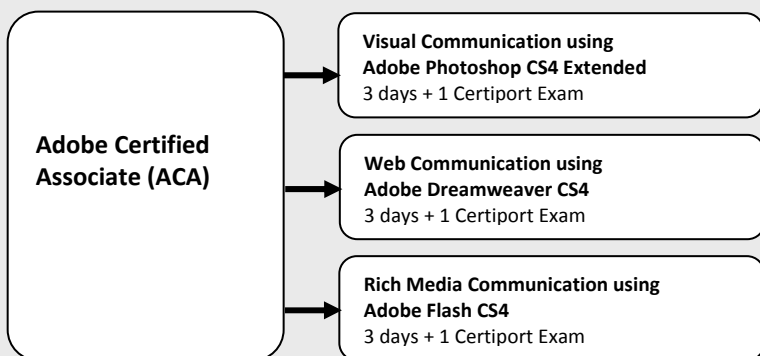 Adobe Certified
Associate (ACA)
Visual Communication using
Adobe Photoshop CS4 Extended
3 days + 1 Certiport Exam
Web Communication using
Adobe Dreamweaver CS4
3 days + 1 Certiport Exam
Rich Media Communication using
Adobe Flash CS4
3 days + 1 Certiport Exam